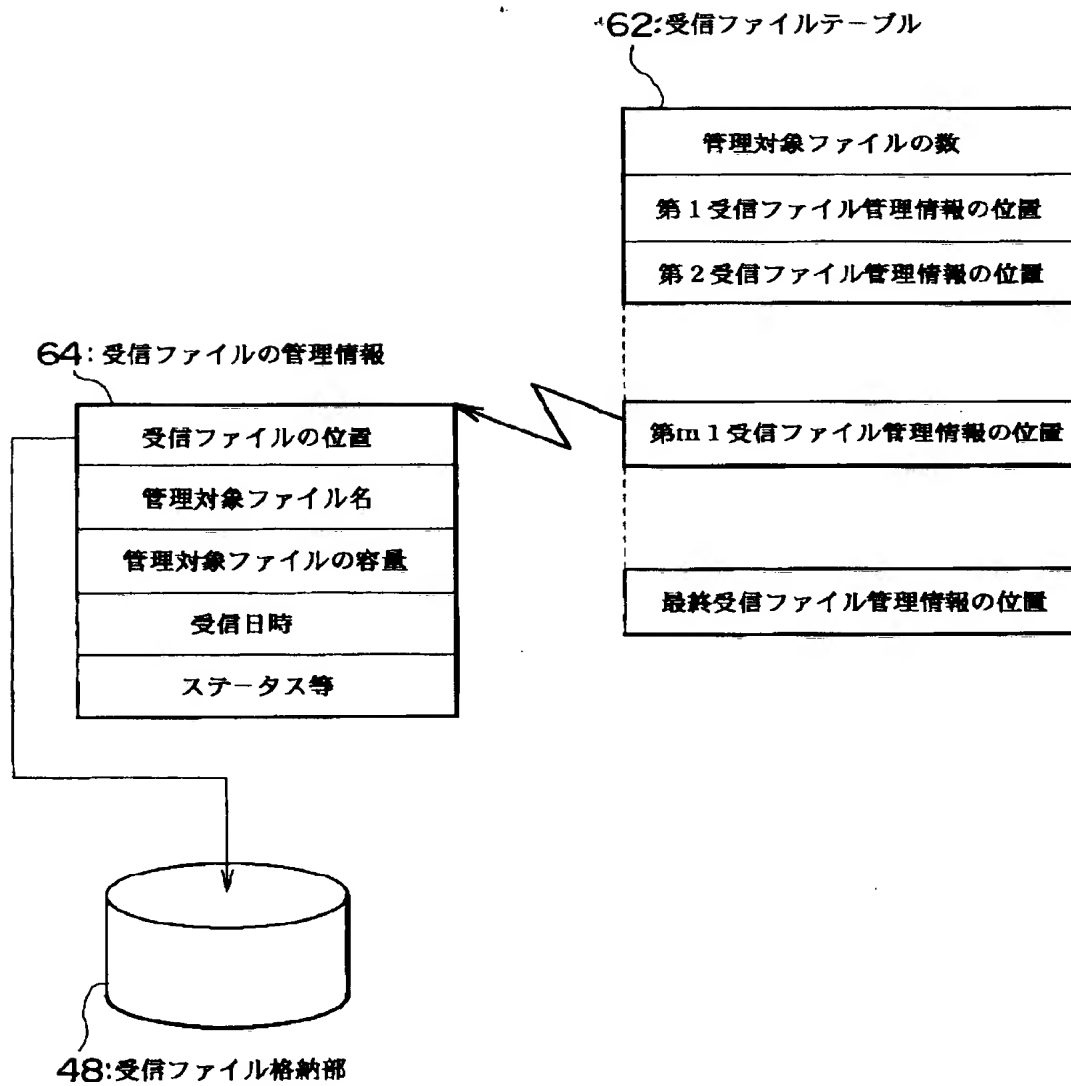 62:受信ファイルテーブル
管理対象ファイルの数
第1受信ファイル管理情報の位置
第2受信ファイル管理情報の位置
第m1受信ファイル管理情報の位置
最終受信ファイル管理情報の位置
64:受信ファイルの管理情報
受信ファイルの位置
管理対象ファイル名
管理対象ファイルの容量
受信日時
ステータス等
48:受信ファイル格納部